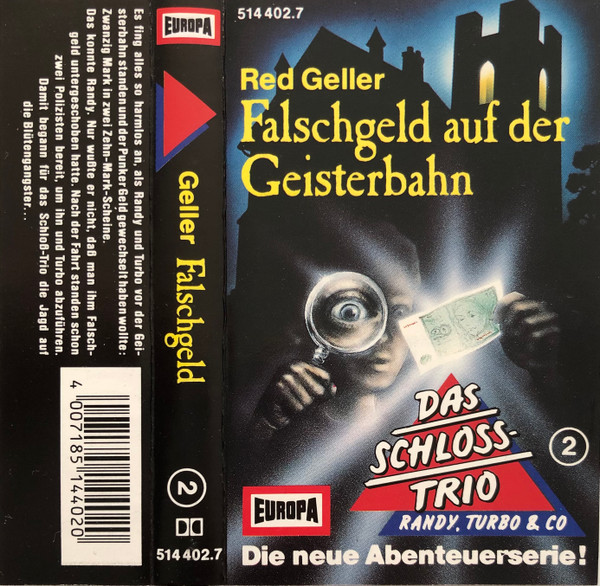 Es fing alles so harmlos an, als Randy und Turbo vor der Gei-
sterbahn standen und der Punker Geld gewechselt haben wollte:
Zwanzig Mark in zwei Zehn-Mark-Scheine.
Das konnte Randy. Nur wußte er nicht, daß man ihm Falsch-
geld untergeschoben hatte. Nach der Fahrt standen schon
zwei Polizisten bereit, um ihn und Turbo abzuführen.
Damit begann für das Schloß-Trio die Jagd auf
die Blütengangster...
4 007185 144020
EUROPA
Geller Falschgeld
2
514 402.7
514 402.7
Red Geller
Falschgeld auf der
Geisterbahn
DAS
SCHLOSS-
TRIO
RANDY, TURBO & CO
2
EUROPA
Die neue Abenteuerserie!